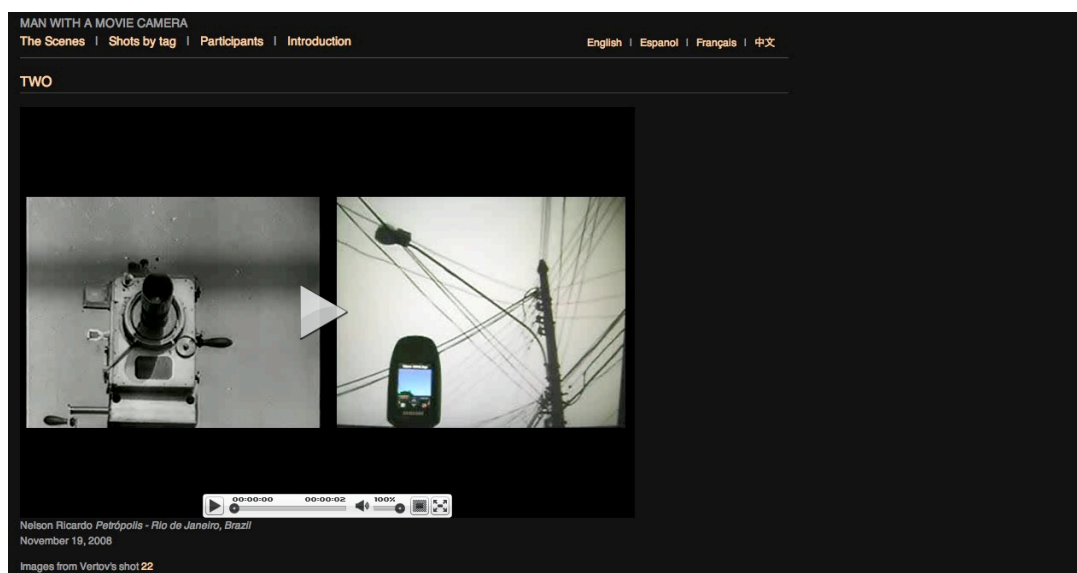 MAN WITH A MOVIE CAMERA
The Scenes | Shots by tag | Participants | Introduction
English | Espanol | Français | 中文
TWO
00:00:00 00:00:02 100%
Nelson Ricardo Petrópolis - Rio de Janeiro, Brazil
November 19, 2008
Images from Vertov's shot 22